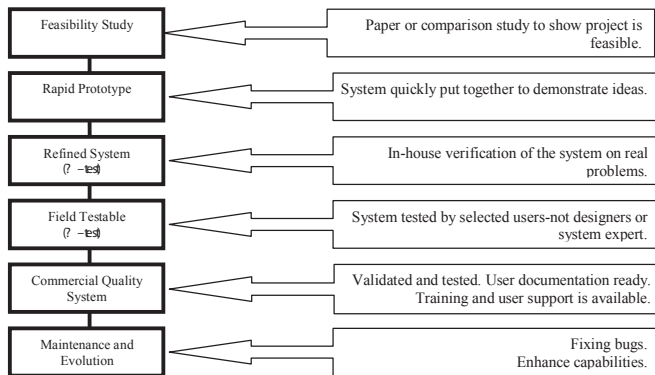 Feasibility Study
Paper or comparison study to show project is
feasible.
Rapid Prototype
System quickly put together to demonstrate ideas.
Refined System
(? –test)
In-house verification of the system on real
problems.
Field Testable
(? –test)
System tested by selected users-not designers or
system expert.
Commercial Quality
System
Validated and tested. User documentation ready.
Training and user support is available.
Maintenance and
Evolution
Fixing bugs.
Enhance capabilities.